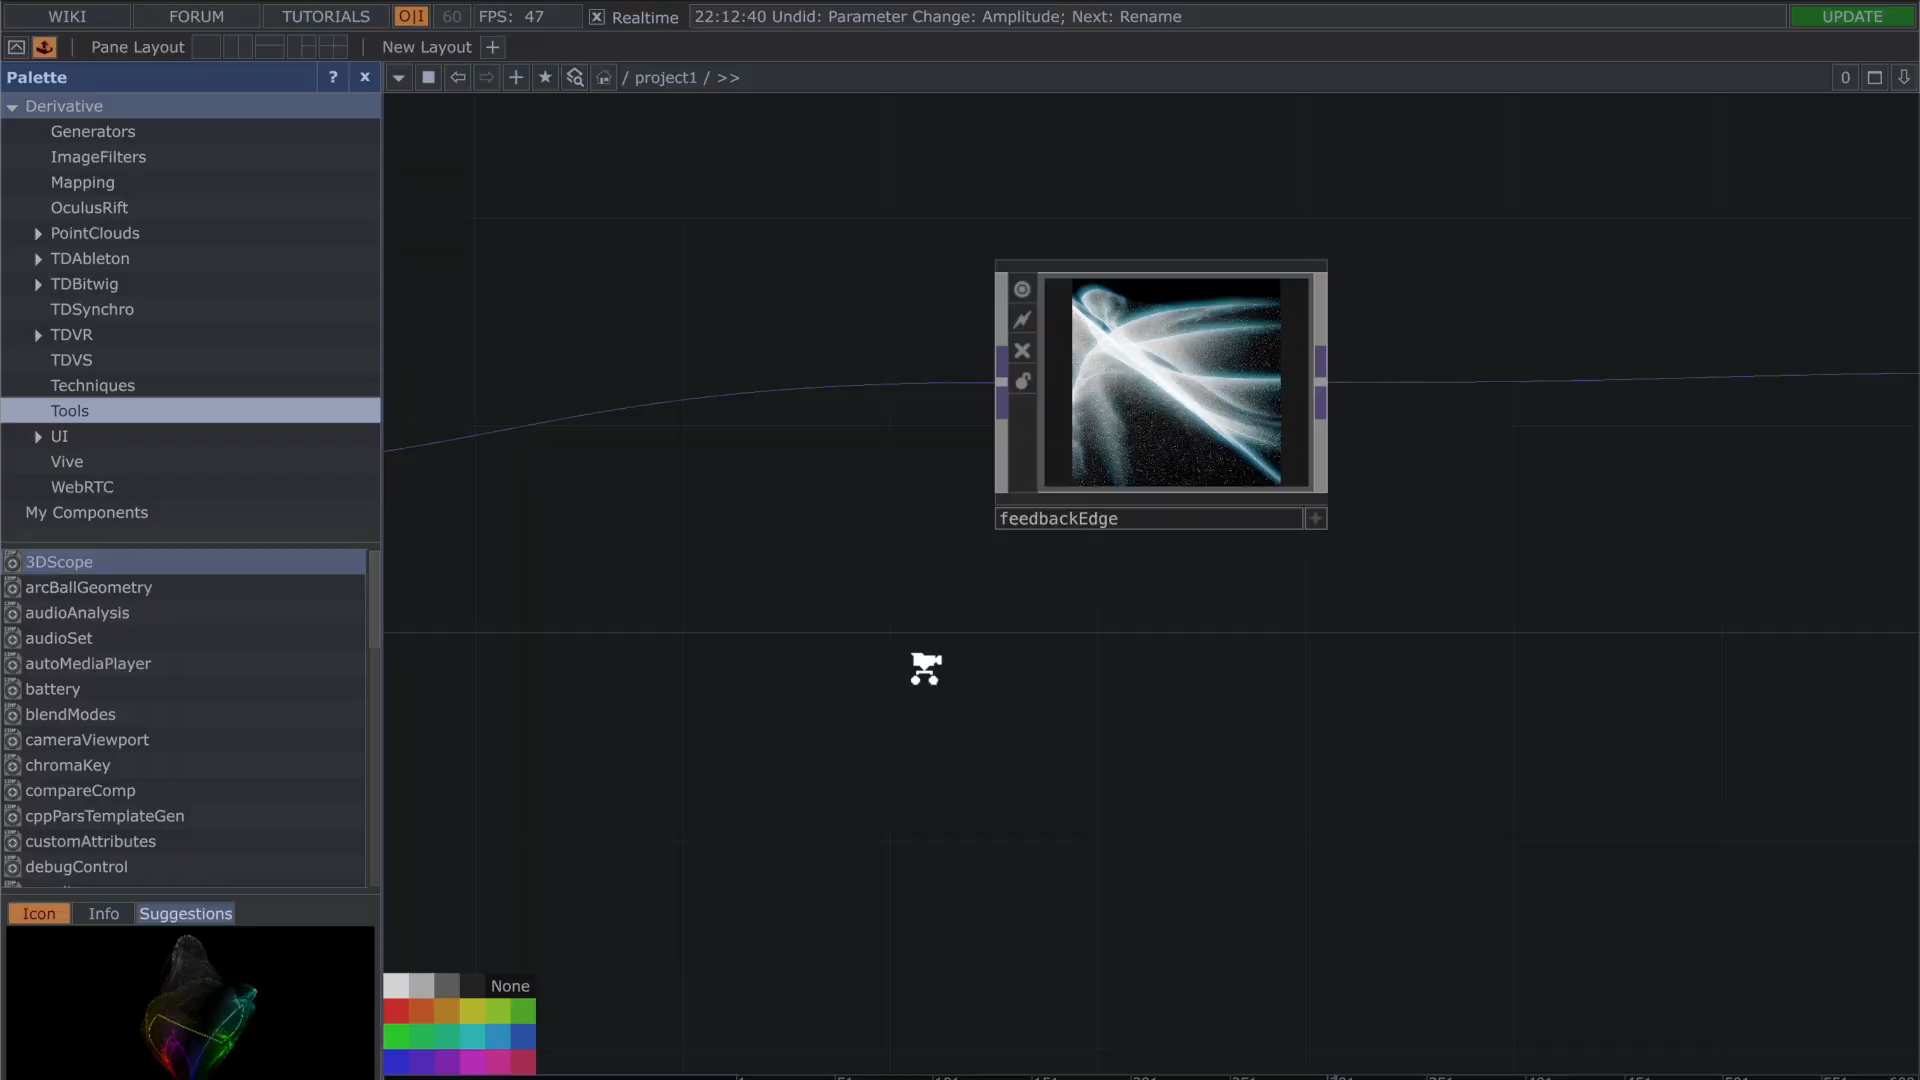 WIKI FORUM TUTORIALS O|I 60 FPS: 47 Realtime 22:12:40 Undid: Parameter Change: Amplitude; Next: Rename UPDATE
Pane Layout New Layout +
Palette ? x / project1 / >> 0
Derivative
Generators
ImageFilters
Mapping
OculusRift
PointClouds
TDAbleton
TDBitwig
TDSynchro
TDVR
TDVS
Techniques
Tools
UI
Vive
WebRTC
My Components
feedbackEdge
3DScope
arcBallGeometry
audioAnalysis
audioSet
autoMediaPlayer
battery
blendModes
cameraViewport
chromaKey
compareComp
cppParsTemplateGen
customAttributes
debugControl
Icon Info Suggestions
None